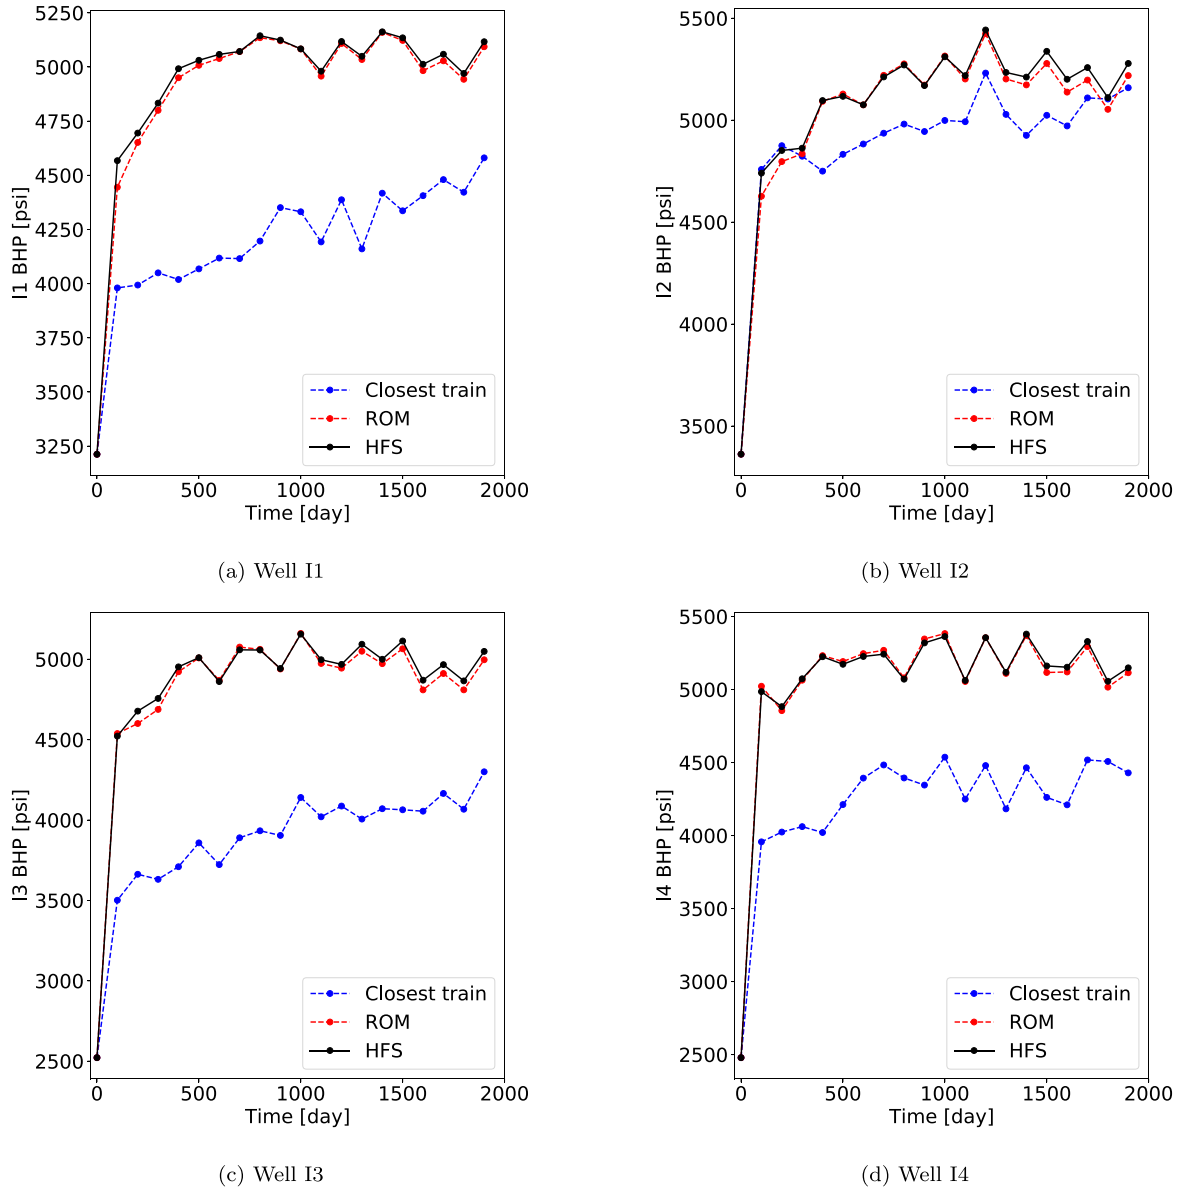 5250
5000
4750
4500
4250
4000
3750
3500
3250
I1 BHP [psi]
Closest train
ROM
HFS
0 500 1000 1500 2000
Time [day]
(a) Well I1
5500
5000
4500
4000
3500
I2 BHP [psi]
Closest train
ROM
HFS
0 500 1000 1500 2000
Time [day]
(b) Well I2
5000
4500
4000
3500
3000
2500
I3 BHP [psi]
Closest train
ROM
HFS
0 500 1000 1500 2000
Time [day]
(c) Well I3
5500
5000
4500
4000
3500
3000
2500
I4 BHP [psi]
Closest train
ROM
HFS
0 500 1000 1500 2000
Time [day]
(d) Well I4